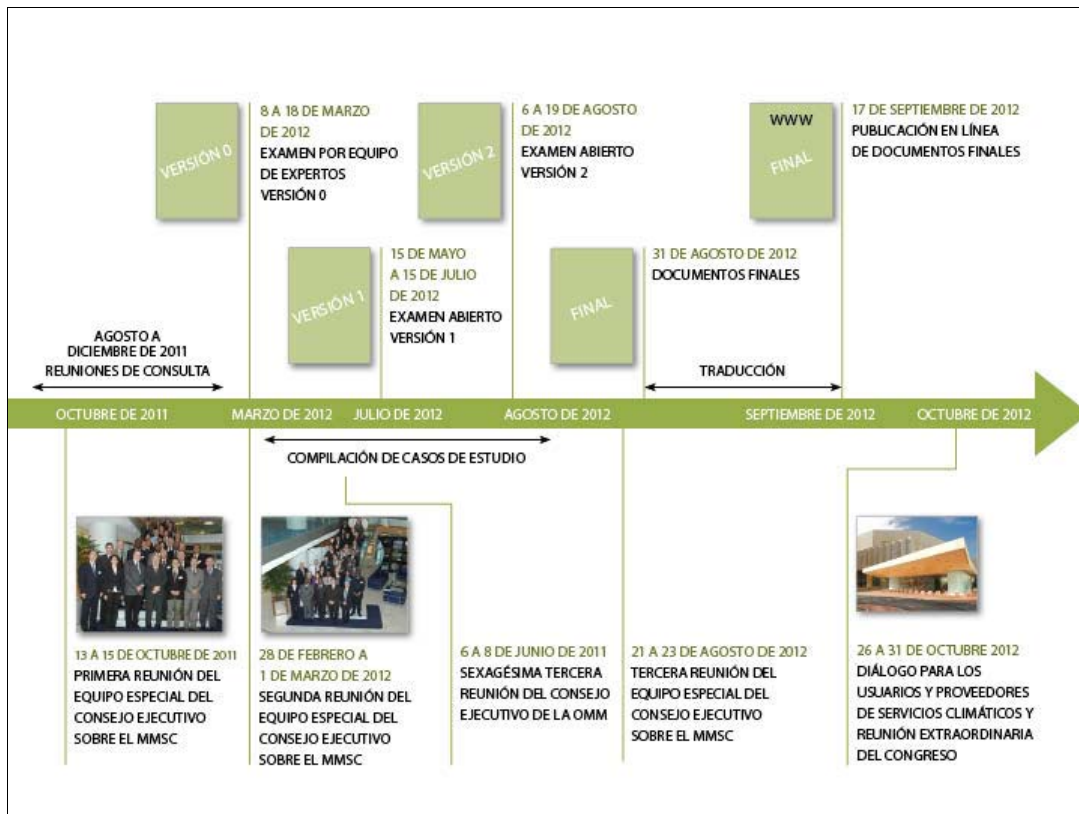 VERSIÓN 0
8 A 18 DE MARZO
DE 2012
EXAMEN POR EQUIPO
DE EXPERTOS
VERSIÓN 0
VERSIÓN 2
6 A 19 DE AGOSTO
DE 2012
EXAMEN ABIERTO
VERSIÓN 2
WWW
FINAL
17 DE SEPTIEMBRE DE 2012
PUBLICACIÓN EN LÍNEA
DE DOCUMENTOS FINALES
VERSIÓN 1
15 DE MAYO
A 15 DE JULIO
DE 2012
EXAMEN ABIERTO
VERSIÓN 1
FINAL
31 DE AGOSTO DE 2012
DOCUMENTOS FINALES
AGOSTO A
DICIEMBRE DE 2011
REUNIONES DE CONSULTA
TRADUCCIÓN
OCTUBRE DE 2011
MARZO DE 2012
JULIO DE 2012
AGOSTO DE 2012
SEPTIEMBRE DE 2012
OCTUBRE DE 2012
COMPILACIÓN DE CASOS DE ESTUDIO
13 A 15 DE OCTUBRE DE 2011
PRIMERA REUNIÓN DEL
EQUIPO ESPECIAL DEL
CONSEJO EJECUTIVO
SOBRE EL MMSC
28 DE FEBRERO A
1 DE MARZO DE 2012
SEGUNDA REUNIÓN DEL
EQUIPO ESPECIAL DEL
CONSEJO EJECUTIVO
SOBRE EL MMSC
6 A 8 DE JUNIO DE 2011
SEXAGÉSIMA TERCERA
REUNIÓN DEL CONSEJO
EJECUTIVO DE LA OMM
21 A 23 DE AGOSTO DE 2012
TERCERA REUNIÓN DEL
EQUIPO ESPECIAL DEL
CONSEJO EJECUTIVO
SOBRE EL MMSC
26 A 31 DE OCTUBRE DE 2012
DIÁLOGO PARA LOS
USUARIOS Y PROVEEDORES
DE SERVICIOS CLIMÁTICOS Y
REUNIÓN EXTRAORDINARIA
DEL CONGRESO